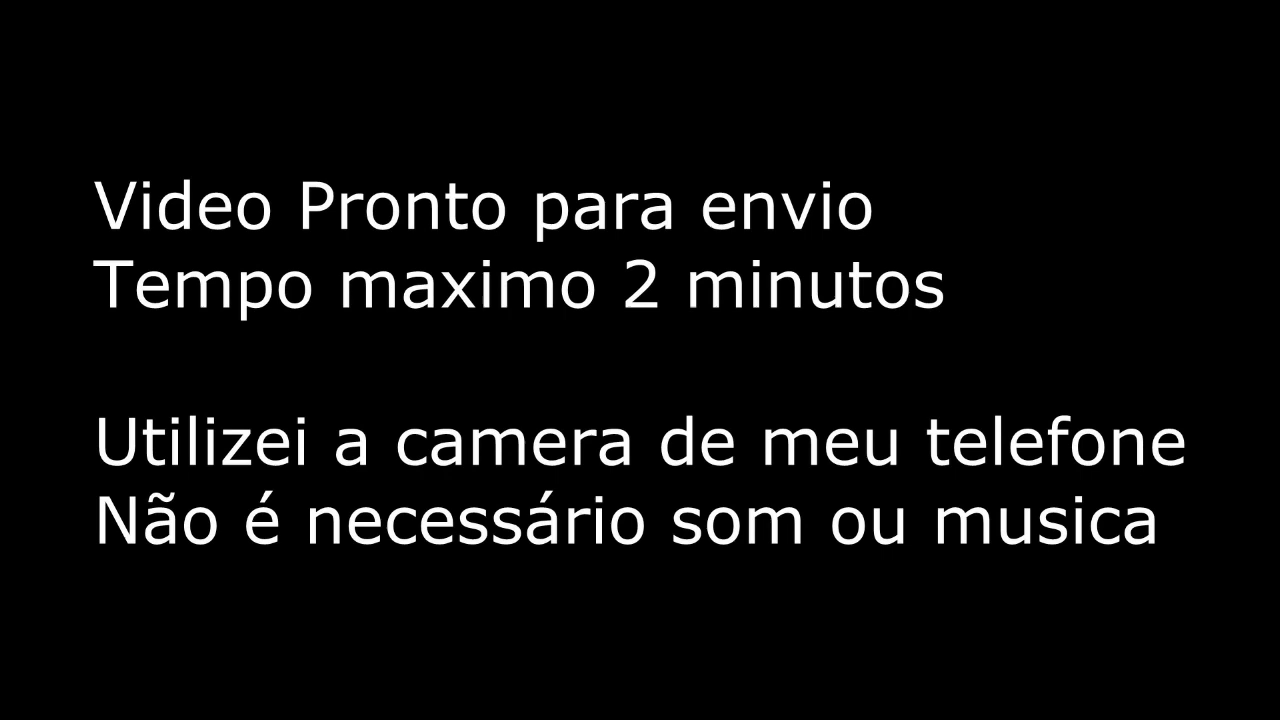 Video Pronto para envio
Tempo maximo 2 minutos
Utilizei a camera de meu telefone
Não é necessário som ou musica